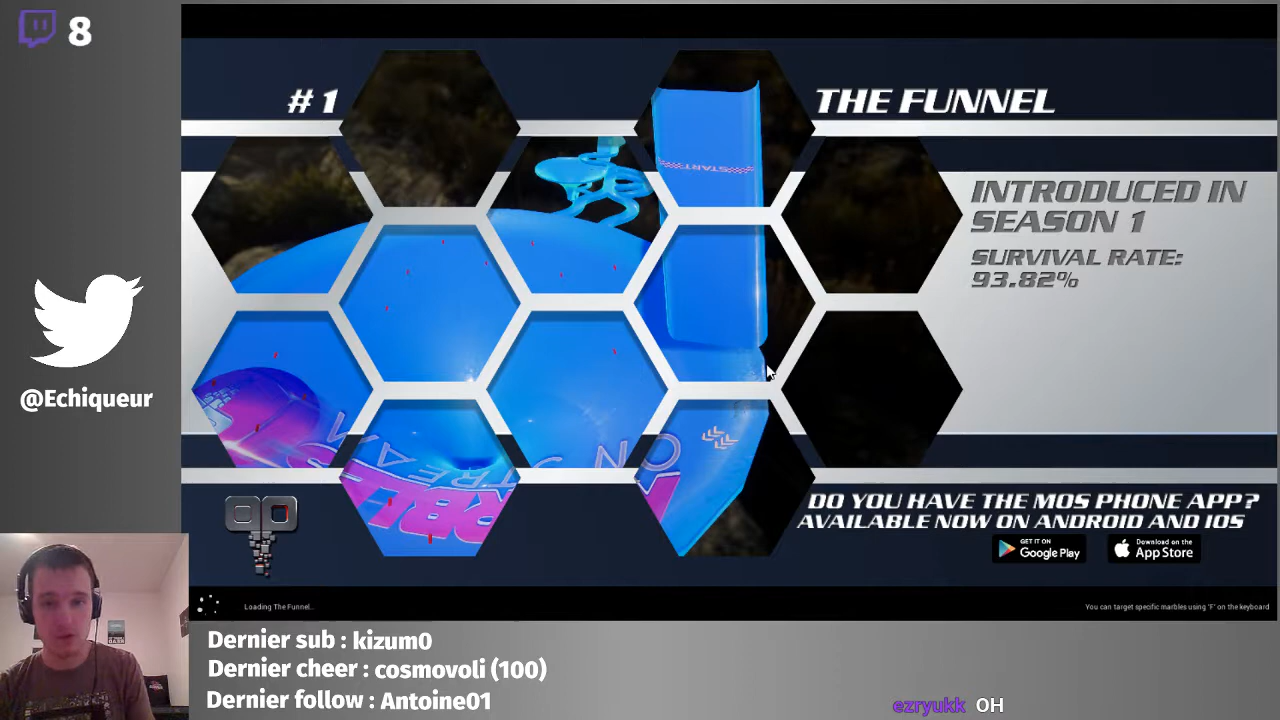 8
# 1
THE FUNNEL
START
INTRODUCED IN
SEASON 1
SURVIVAL RATE:
93.82%
@Echiqueur
ON
STREAM
DO YOU HAVE THE MOS PHONE APP?
AVAILABLE NOW ON ANDROID AND IOS
GET IT ON
Google Play
Download on the
App Store
Loading The Funnel..
You can target specific marbles using 'F' on the keyboard
Dernier sub : kizum0
Dernier cheer : cosmovoli (100)
Dernier follow : Antoine01
ezryukk OH